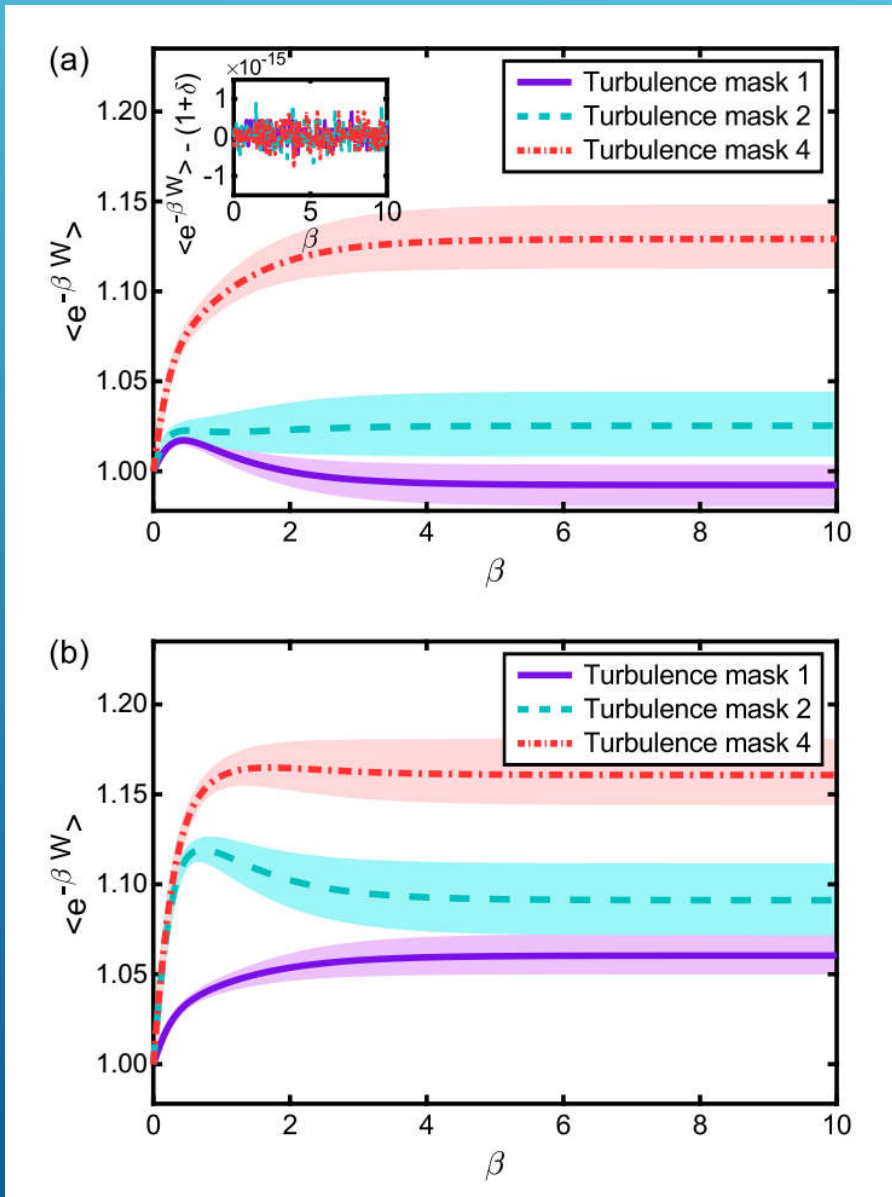 (a)
×10⁻¹⁵
<e^{-β W}> - (1+δ)
1
0
-1
0 5 10
β
Turbulence mask 1
Turbulence mask 2
Turbulence mask 4
<e^{-β W}>
1.20
1.15
1.10
1.05
1.00
0 2 4 6 8 10
β
(b)
Turbulence mask 1
Turbulence mask 2
Turbulence mask 4
<e^{-β W}>
1.20
1.15
1.10
1.05
1.00
0 2 4 6 8 10
β